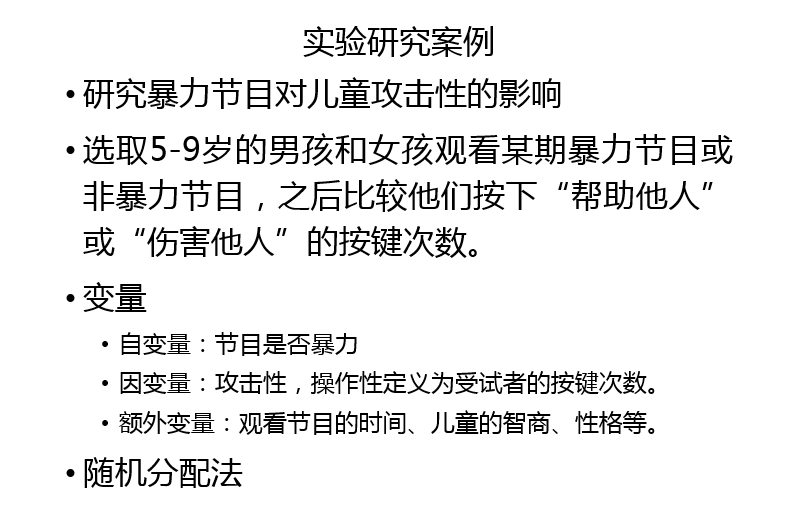 实验研究案例
• 研究暴力节目对儿童攻击性的影响
• 选取5-9岁的男孩和女孩观看某期暴力节目或
非暴力节目，之后比较他们按下“帮助他人”
或“伤害他人”的按键次数。
• 变量
• 自变量：节目是否暴力
• 因变量：攻击性，操作性定义为受试者的按键次数。
• 额外变量：观看节目的时间、儿童的智商、性格等。
• 随机分配法